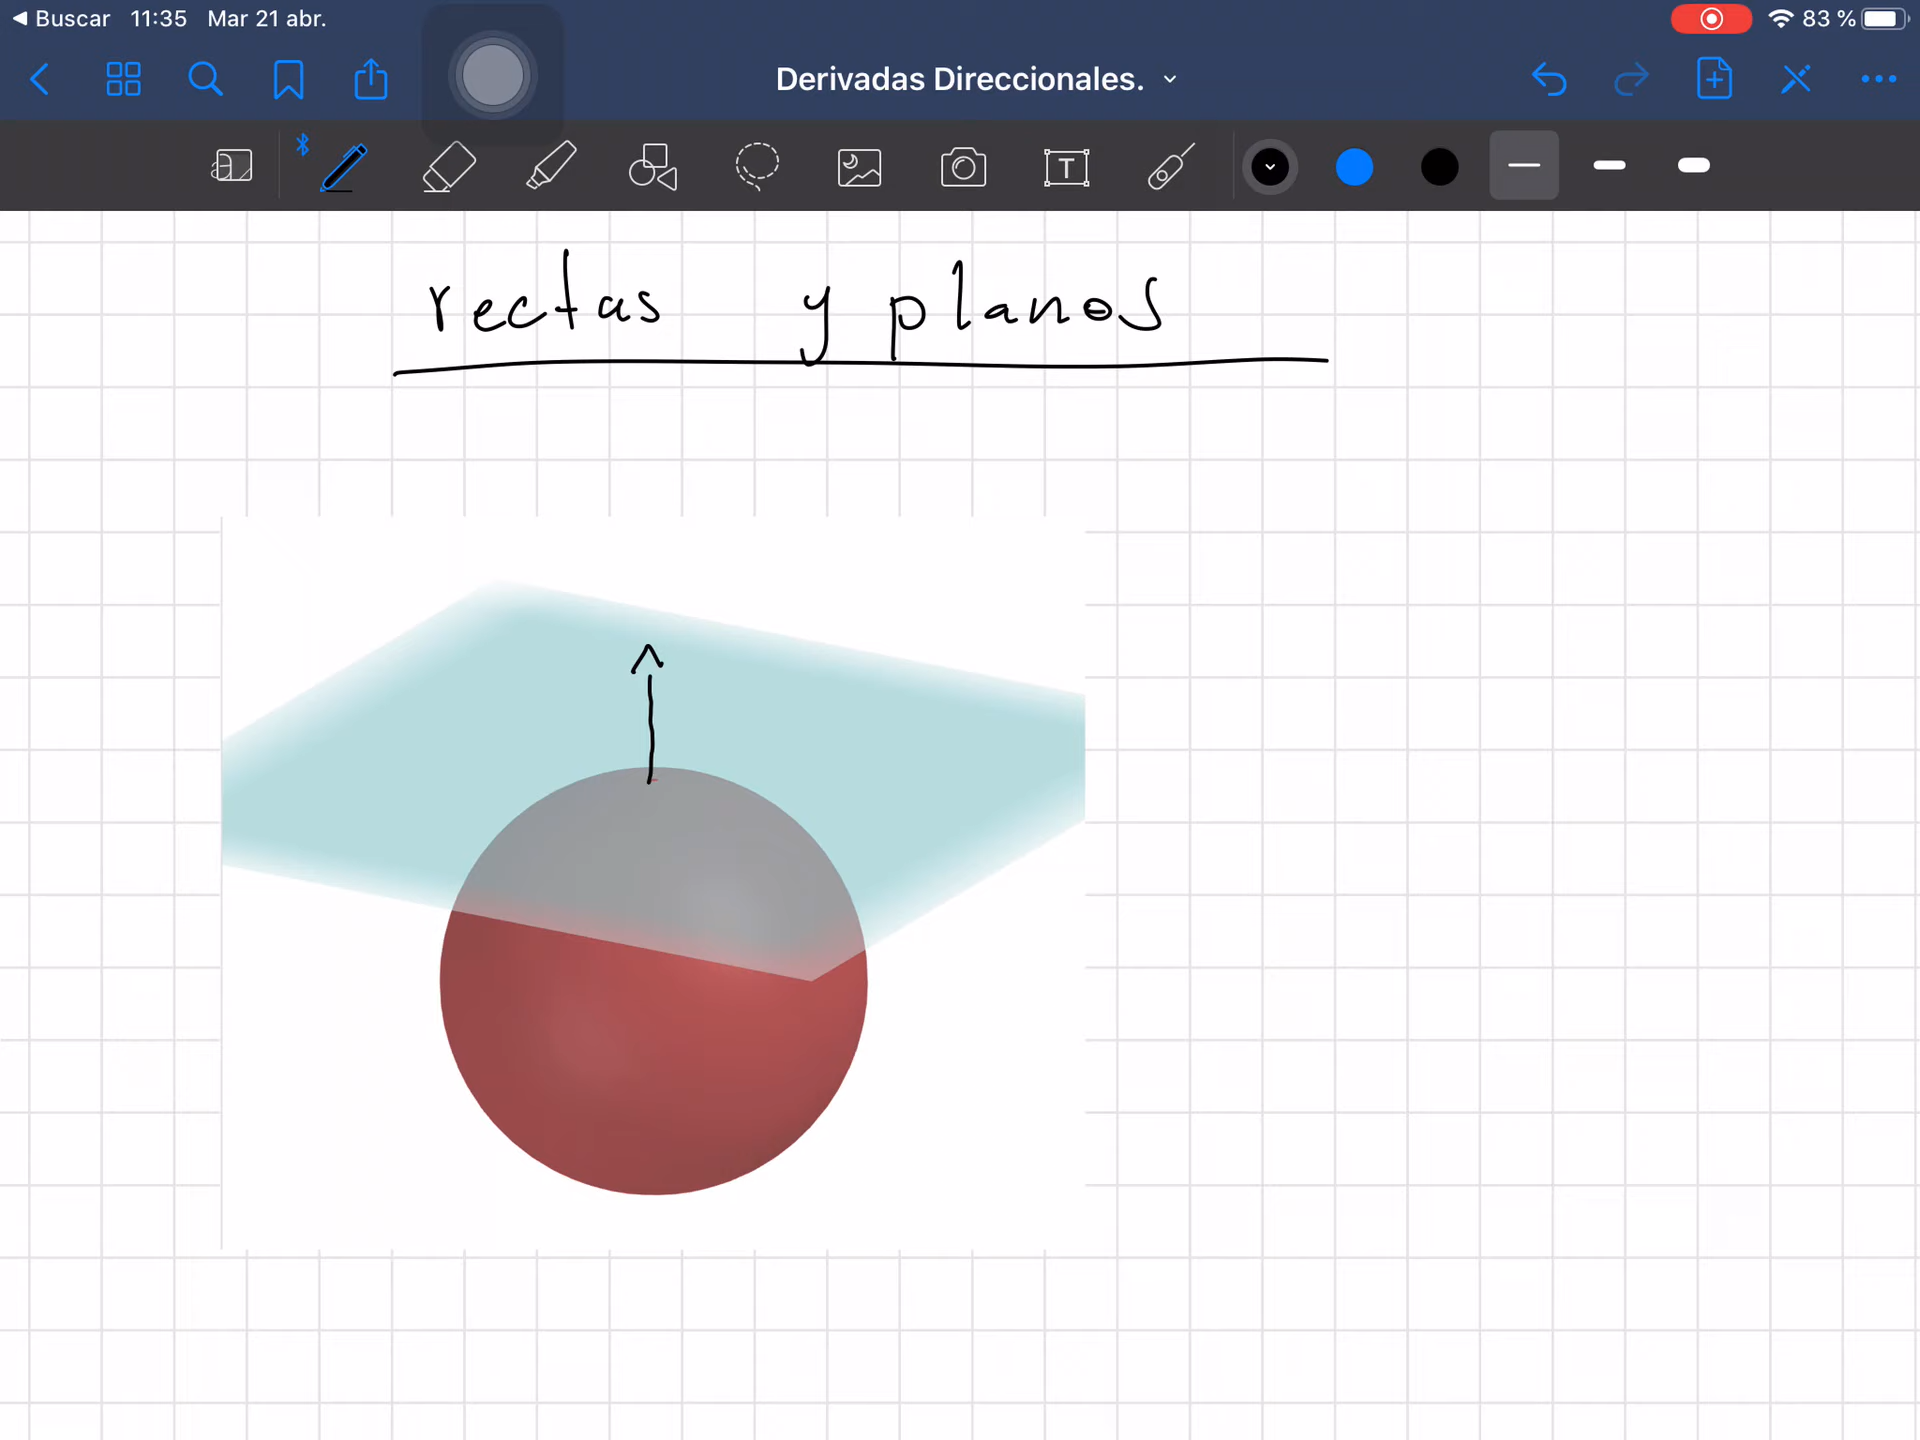 Buscar 11:35 Mar 21 abr. 83 %
Derivadas Direccionales.
T
rectas y planos